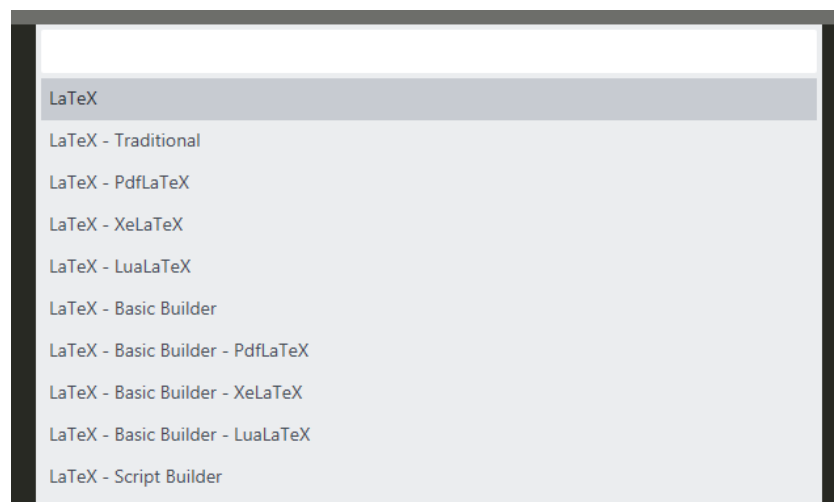 LaTeX
LaTeX - Traditional
LaTeX - PdfLaTeX
LaTeX - XeLaTeX
LaTeX - LuaLaTeX
LaTeX - Basic Builder
LaTeX - Basic Builder - PdfLaTeX
LaTeX - Basic Builder - XeLaTeX
LaTeX - Basic Builder - LuaLaTeX
LaTeX - Script Builder